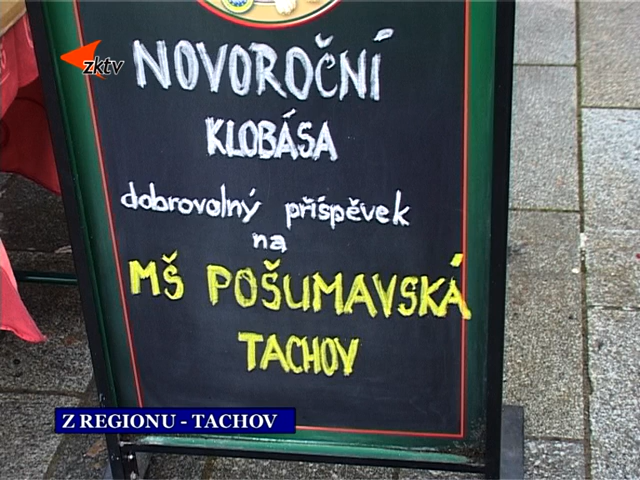 zktv
NOVOROČNÍ
KLOBÁSA
dobrovolný příspěvek
na
MŠ POŠUMAVSKÁ
TACHOV
Z REGIONU - TACHOV